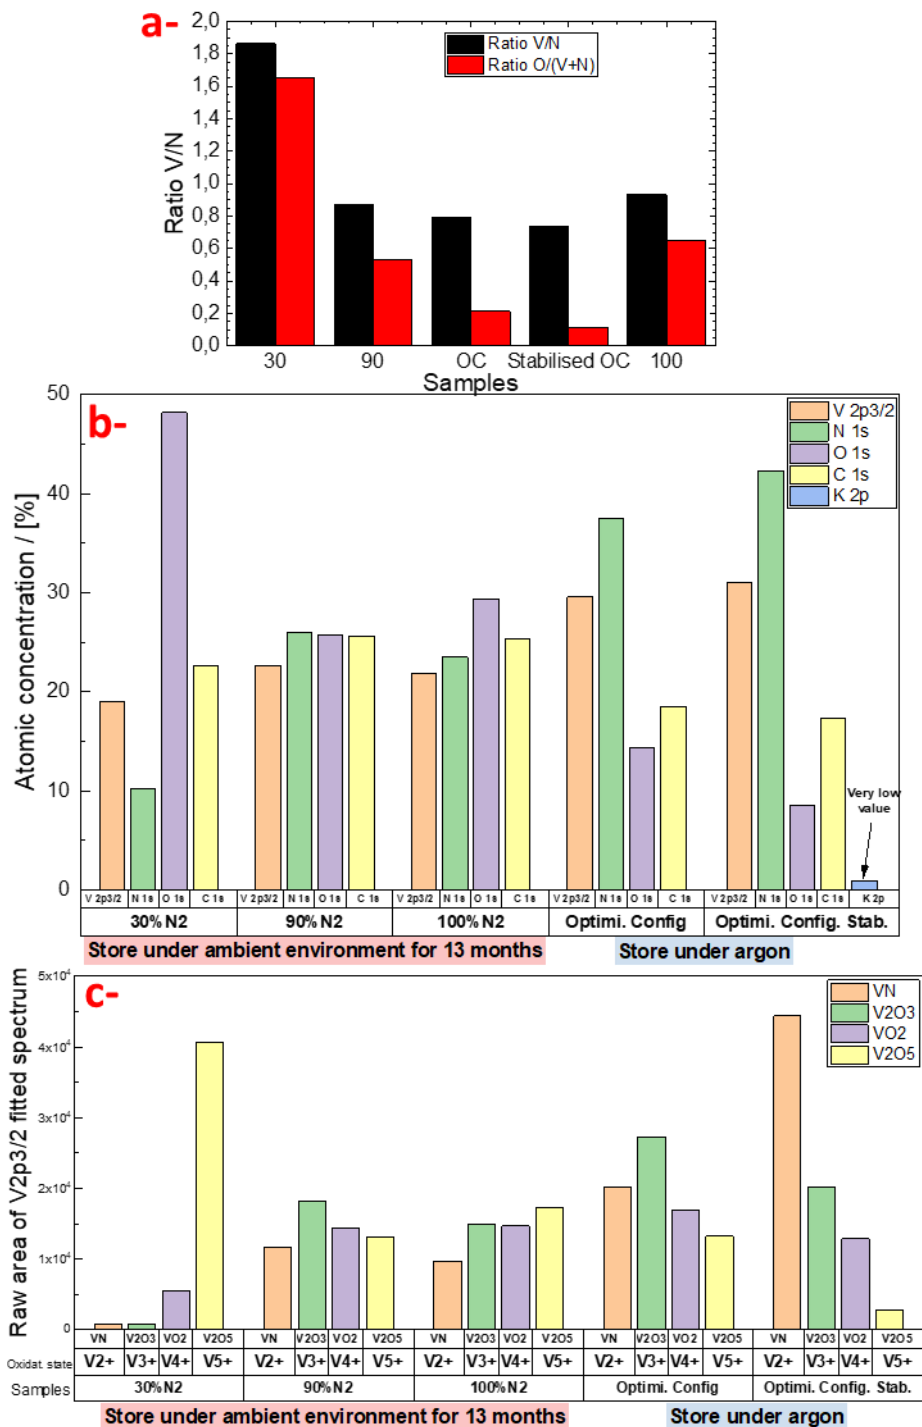 a-
2,0
1,8
1,6
1,4
1,2
1,0
0,8
0,6
0,4
0,2
0,0
Ratio V/N
Ratio V/N
Ratio O/(V+N)
30 90 OC Stabilised OC 100
Samples
b-
50
40
30
20
10
0
Atomic concentration / [%]
V 2p3/2
N 1s
O 1s
C 1s
K 2p
Very low
value
V 2p3/2 N 1s O 1s C 1s V 2p3/2 N 1s O 1s C 1s V 2p3/2 N 1s O 1s C 1s V 2p3/2 N 1s O 1s C 1s V 2p3/2 N 1s O 1s C 1s K 2p
30% N2 90% N2 100% N2 Optimi. Config Optimi. Config. Stab.
Store under ambient environment for 13 months Store under argon
c-
5x10⁴
4x10⁴
3x10⁴
2x10⁴
1x10⁴
0
Raw area of V2p3/2 fitted spectrum
VN
V2O3
VO2
V2O5
VN V2O3 VO2 V2O5 VN V2O3 VO2 V2O5 VN V2O3 VO2 V2O5 VN V2O3 VO2 V2O5 VN V2O3 VO2 V2O5
Oxidat. state V2+ V3+ V4+ V5+ V2+ V3+ V4+ V5+ V2+ V3+ V4+ V5+ V2+ V3+ V4+ V5+ V2+ V3+ V4+ V5+
Samples 30%N2 90%N2 100%N2 Optimi. Config Optimi. Config. Stab.
Store under ambient environment for 13 months Store under argon